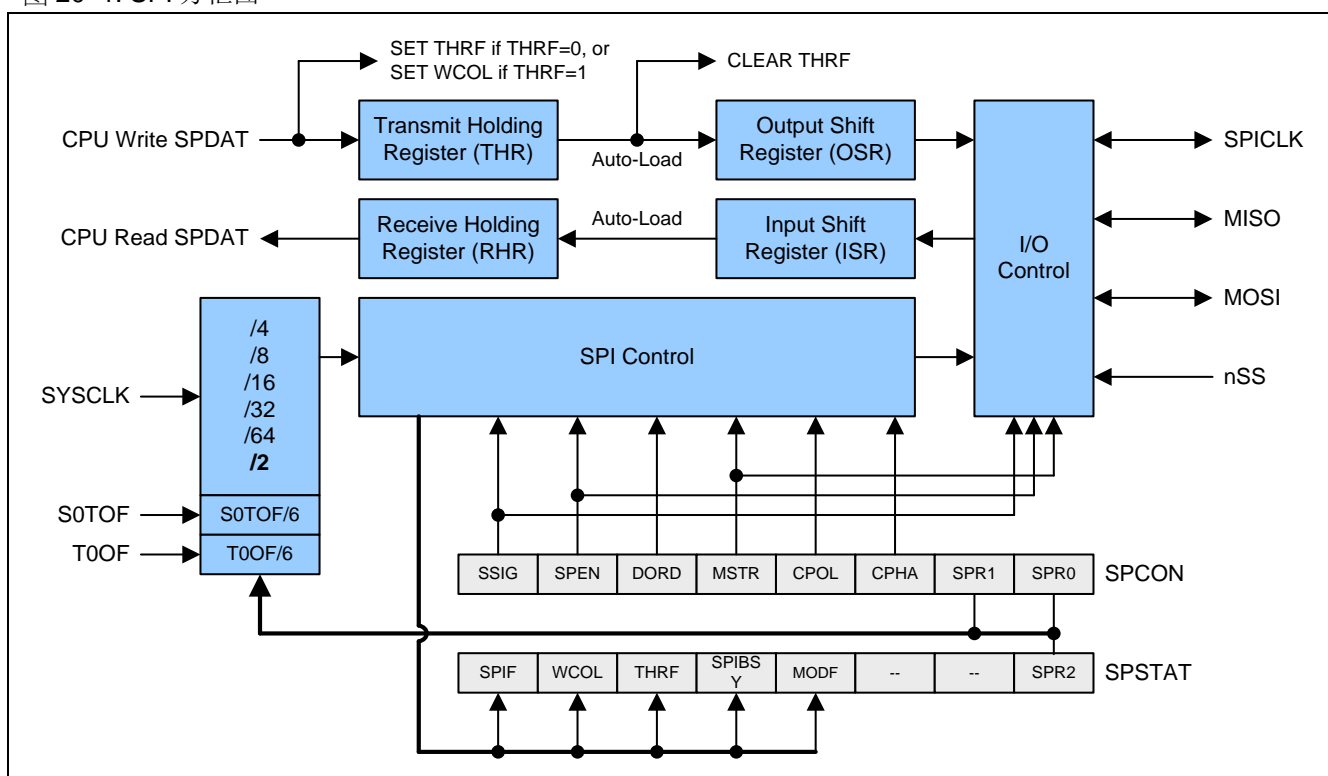 SET THRF if THRF=0, or
SET WCOL if THRF=1
CLEAR THRF
CPU Write SPDAT
Transmit Holding
Register (THR)
Auto-Load
Output Shift
Register (OSR)
SPICLK
CPU Read SPDAT
Receive Holding
Register (RHR)
Auto-Load
Input Shift
Register (ISR)
I/O
Control
MISO
MOSI
nSS
SYSCLK
/4
/8
/16
/32
/64
/2
SPI Control
S0TOF
S0TOF/6
T0OF
T0OF/6
SSIG SPEN DORD MSTR CPOL CPHA SPR1 SPR0 SPCON
SPIF WCOL THRF SPIBS
Y MODF -- -- SPR2 SPSTAT